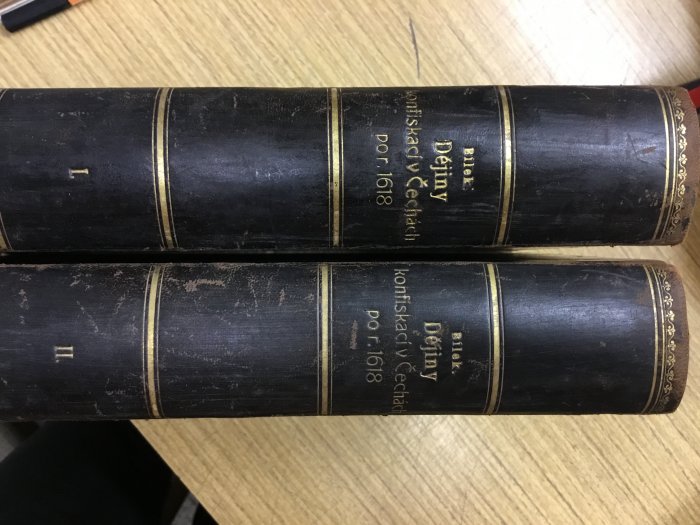 Bílek.
Dějiny
konfiskací v Čechách
po r. 1618
I.
Bílek.
Dějiny
konfiskací v Čechách
po r. 1618
II.